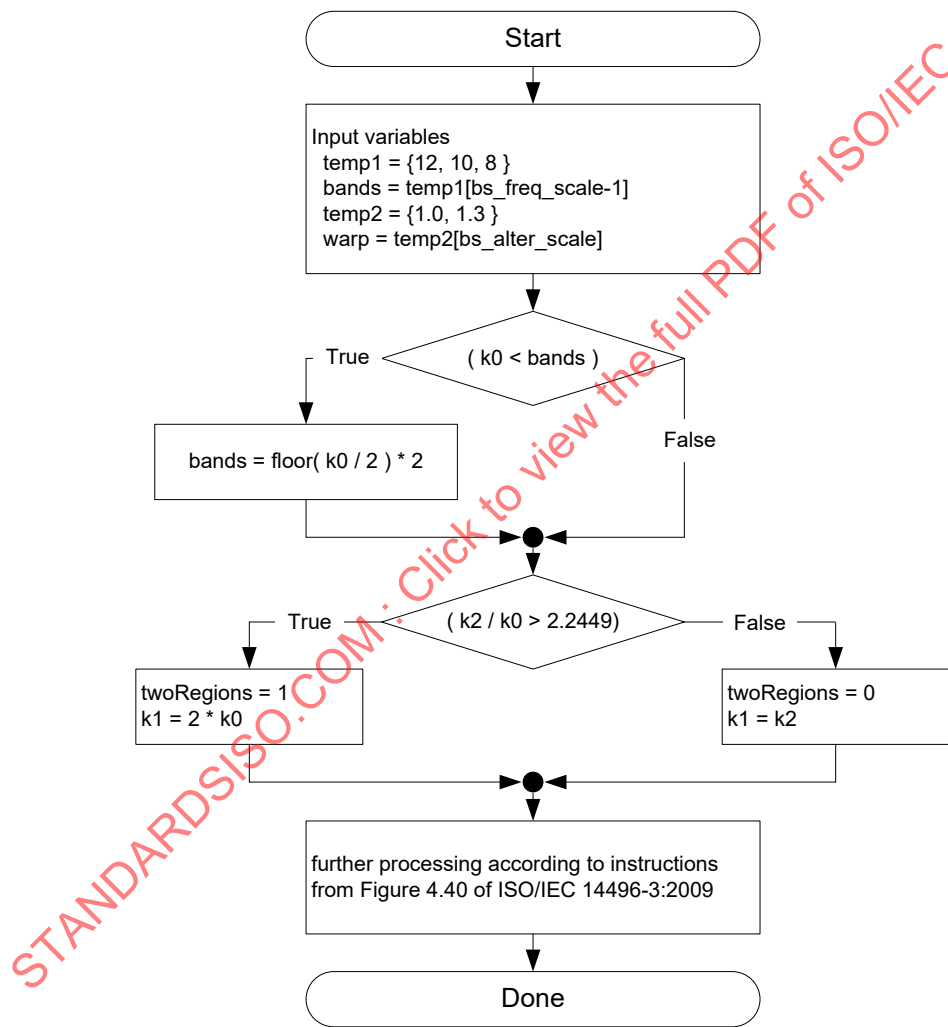 Start
Input variables
temp1 = {12, 10, 8 }
bands = temp1[bs_freq_scale-1]
temp2 = {1.0, 1.3 }
warp = temp2[bs_alter_scale]
( k0 < bands )
True
False
bands = floor( k0 / 2 ) * 2
( k2 / k0 > 2.2449)
True
False
twoRegions = 1
k1 = 2 * k0
twoRegions = 0
k1 = k2
further processing according to instructions
from Figure 4.40 of ISO/IEC 14496-3:2009
Done
STANDARDSISO.COM : Click to view the full PDF of ISO/IEC